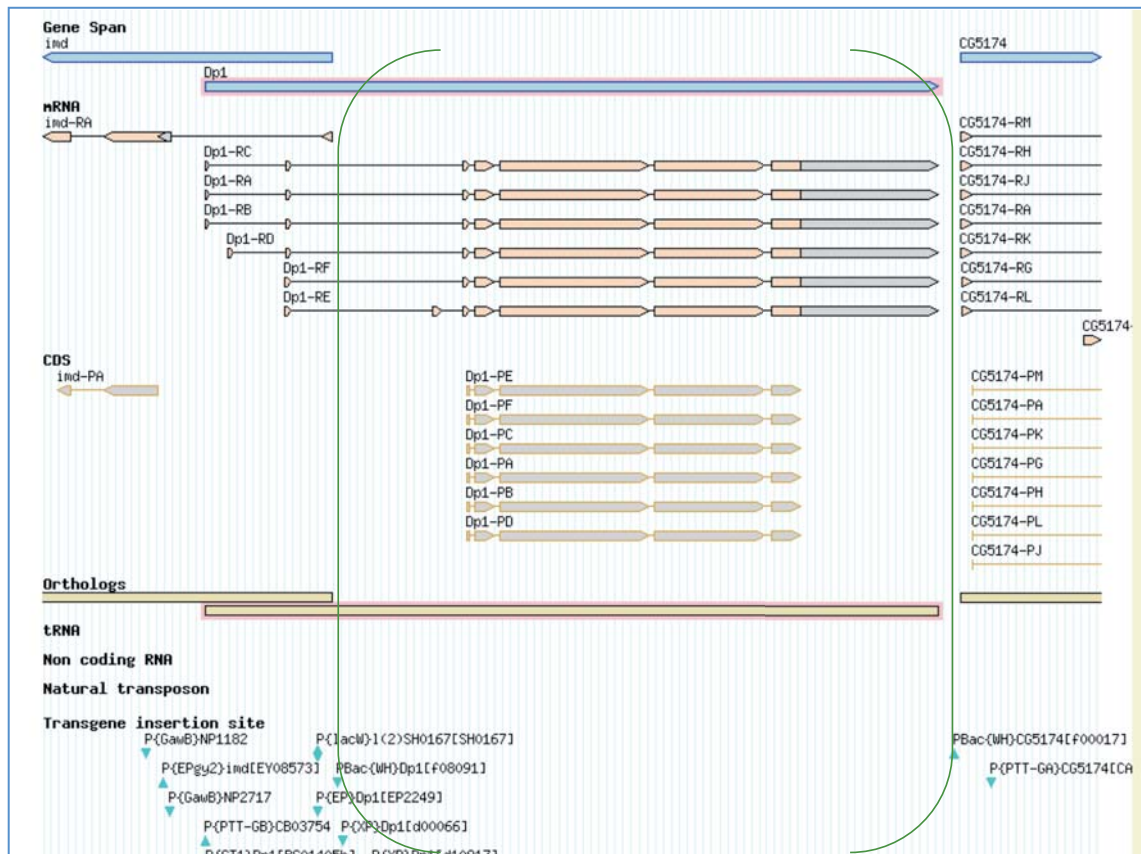 Gene Span
imd CG5174
Dp1
mRNA
imd-RA CG5174-RM
Dp1-RC CG5174-RH
Dp1-RA CG5174-RJ
Dp1-RB CG5174-RA
Dp1-RD CG5174-RK
Dp1-RF CG5174-RG
Dp1-RE CG5174-RL
CG5174-
CDS
imd-PA Dp1-PE CG5174-PM
Dp1-PF CG5174-PA
Dp1-PC CG5174-PK
Dp1-PA CG5174-PG
Dp1-PB CG5174-PH
Dp1-PD CG5174-PL
CG5174-PJ
Orthologs
tRNA
Non coding RNA
Natural transposon
Transgene insertion site
P{GawB}NP1182 P{lacW}l(2)SH0167[SH0167] PBac{WH}CG5174[f00017]
P{EPgy2}imd[EY08573] PBac{WH}Dp1[f08091] P{PTT-GA}CG5174[CA
P{GawB}NP2717 P{EP}Dp1[EP2249]
P{PTT-GB}CB03754 P{XP}Dp1[d00066]